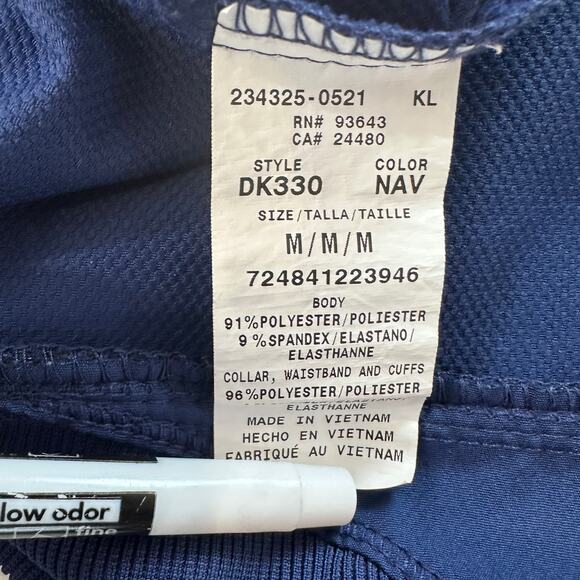 234325-0521 KL
RN# 93643
CA# 24480
STYLE COLOR
DK330 NAV
SIZE/TALLA/TAILLE
M/M/M
724841223946
BODY
91%POLYESTER/POLIESTER
9%SPANDEX/ELASTANO/
ELASTHANNE
COLLAR, WAISTBAND AND CUFFS
96%POLYESTER/POLIESTER
ELASTHANNE
MADE IN VIETNAM
HECHO EN VIETNAM
FABRIQUÉ AU VIETNAM
low odor
fine